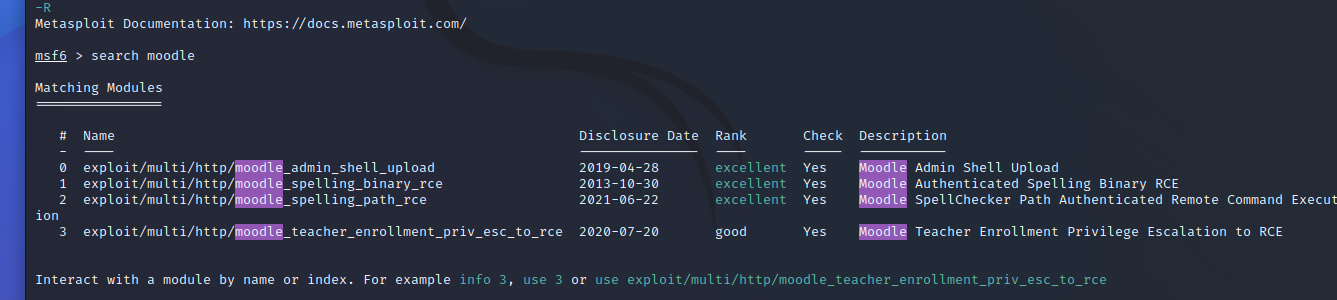 -R
Metasploit Documentation: https://docs.metasploit.com/
msf6 > search moodle
Matching Modules
================
# Name Disclosure Date Rank Check Description
- ---- --------------- ---- ----- -----------
0 exploit/multi/http/moodle_admin_shell_upload 2019-04-28 excellent Yes Moodle Admin Shell Upload
1 exploit/multi/http/moodle_spelling_binary_rce 2013-10-30 excellent Yes Moodle Authenticated Spelling Binary RCE
2 exploit/multi/http/moodle_spelling_path_rce 2021-06-22 excellent Yes Moodle SpellChecker Path Authenticated Remote Command Execut
ion
3 exploit/multi/http/moodle_teacher_enrollment_priv_esc_to_rce 2020-07-20 good Yes Moodle Teacher Enrollment Privilege Escalation to RCE
Interact with a module by name or index. For example info 3, use 3 or use exploit/multi/http/moodle_teacher_enrollment_priv_esc_to_rce